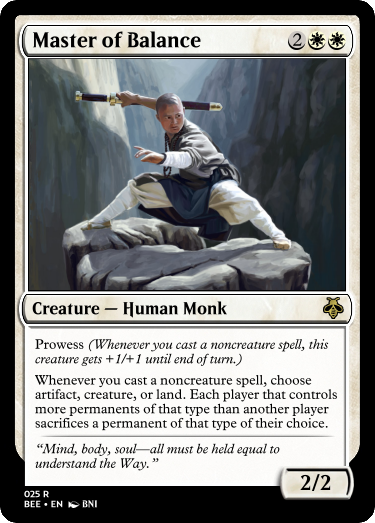 Master of Balance 2
Creature — Human Monk
Prowess (Whenever you cast a noncreature spell, this
creature gets +1/+1 until end of turn.)
Whenever you cast a noncreature spell, choose
artifact, creature, or land. Each player that controls
more permanents of that type than another player
sacrifices a permanent of that type of their choice.
“Mind, body, soul—all must be held equal to
understand the Way.”
2/2
025 R
BEE • EN BNI